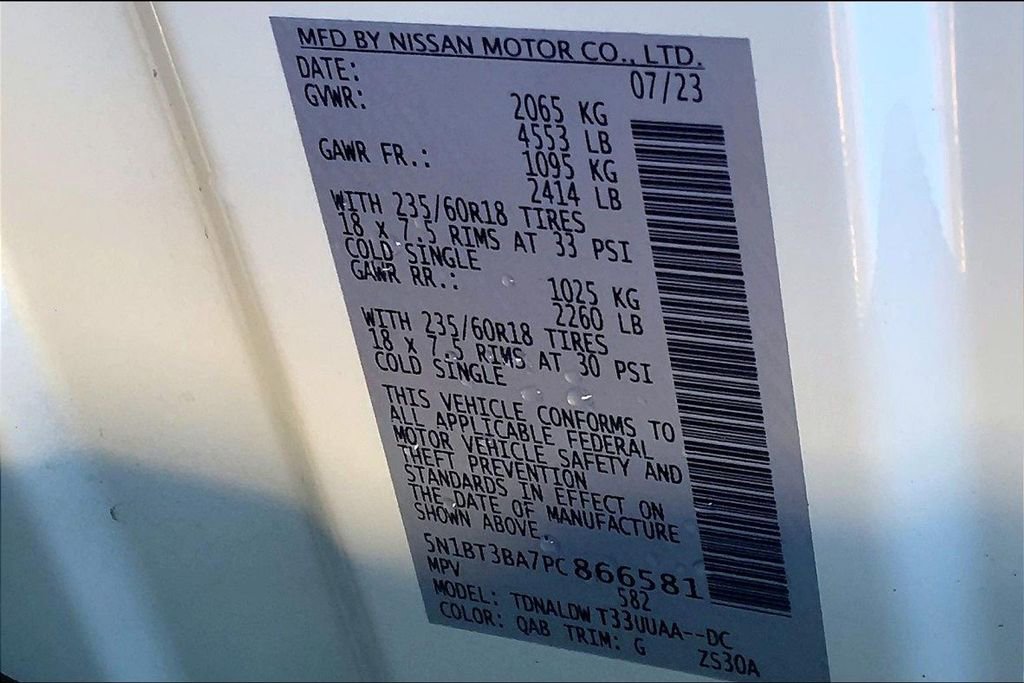 MFD BY NISSAN MOTOR CO., LTD.
DATE: 07/23
GVWR: 2065 KG
4553 LB
GAWR FR.: 1095 KG
2414 LB
WITH 235/60R18 TIRES
18 X 7.5 RIMS AT 33 PSI
COLD SINGLE
GAWR RR.: 1025 KG
2260 LB
WITH 235/60R18 TIRES
18 X 7.5 RIMS AT 30 PSI
COLD SINGLE
THIS VEHICLE CONFORMS TO
ALL APPLICABLE FEDERAL
MOTOR VEHICLE SAFETY AND
THEFT PREVENTION
STANDARDS IN EFFECT ON
THE DATE OF MANUFACTURE
SHOWN ABOVE.
5N1BT3BA7PC866581
MPV 582
MODEL: TDNALDW T33UUAA--DC
COLOR: QAB TRIM: G ZS30A